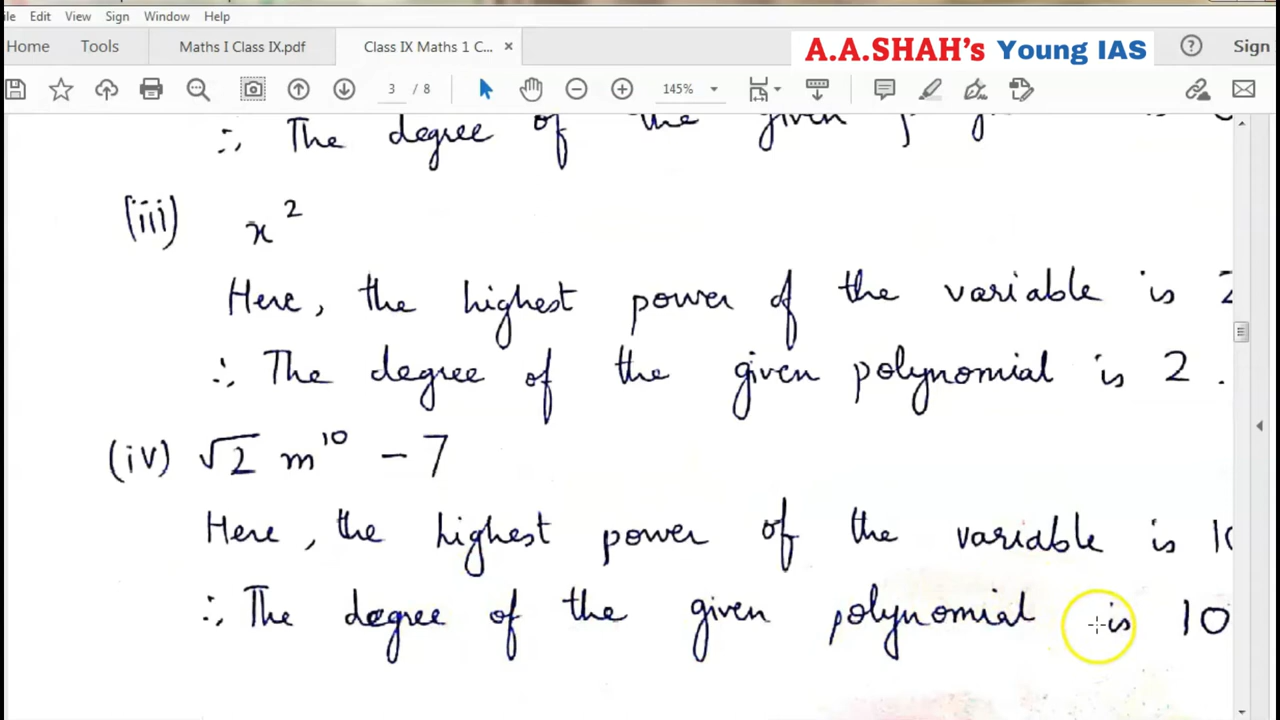 File Edit View Sign Window Help
Home Tools Maths I Class IX.pdf Class IX Maths 1 C... ×
A.A.SHAH's Young IAS
Sign
3 / 8 145%
∴ The degree of the given
(iii) x²
Here, the highest power of the variable is 2
∴ The degree of the given polynomial is 2.
(iv) √2 m¹⁰ - 7
Here, the highest power of the variable is 10
∴ The degree of the given polynomial is 10